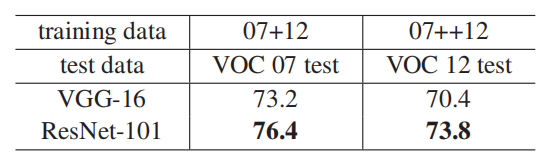 training data 07+12 07++12
test data VOC 07 test VOC 12 test
VGG-16 73.2 70.4
ResNet-101 76.4 73.8